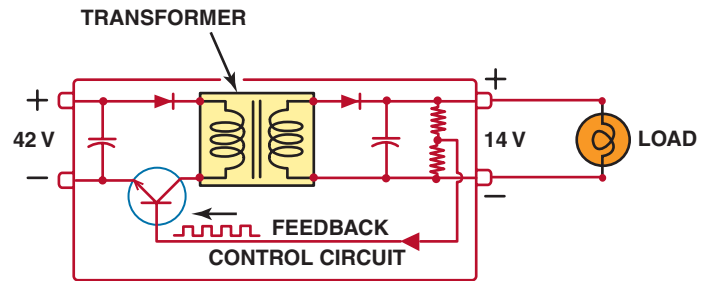 TRANSFORMER
+
+
42 V
14 V
LOAD
−
−
FEEDBACK
CONTROL CIRCUIT